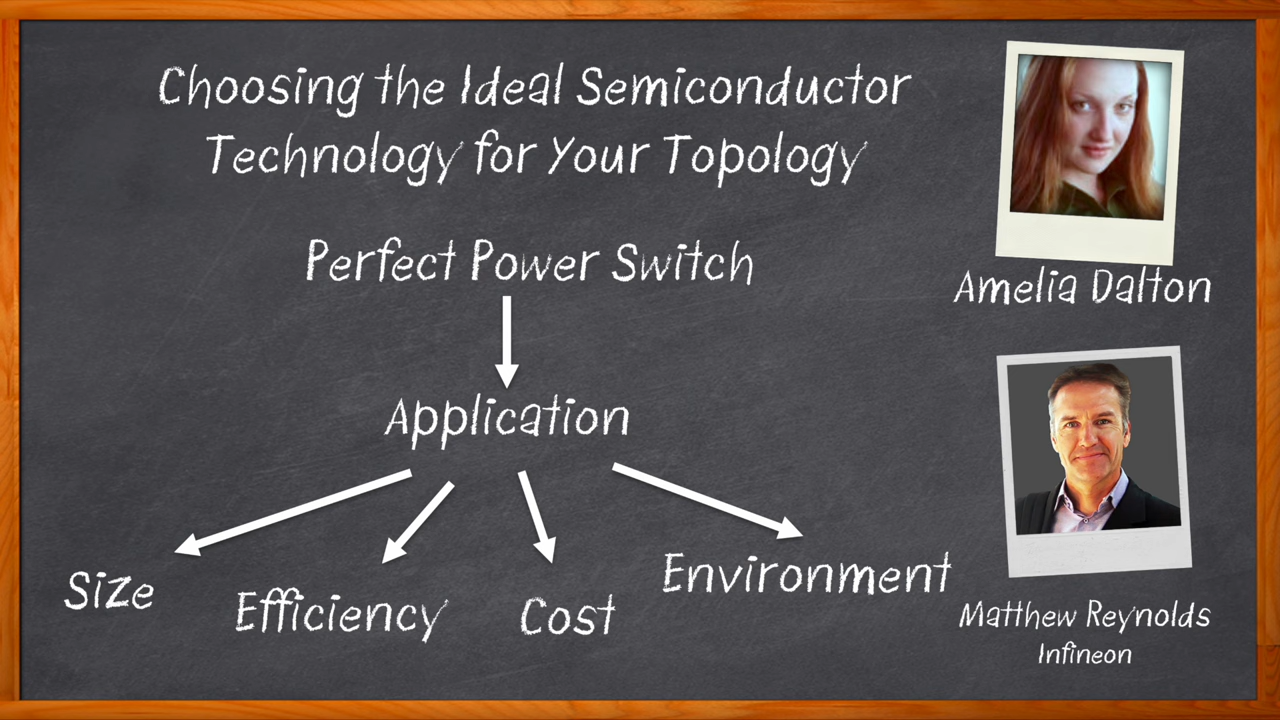 Choosing the Ideal Semiconductor
Technology for Your Topology
Perfect Power Switch
Application
Size
Efficiency
Cost
Environment
Amelia Dalton
Matthew Reynolds
Infineon